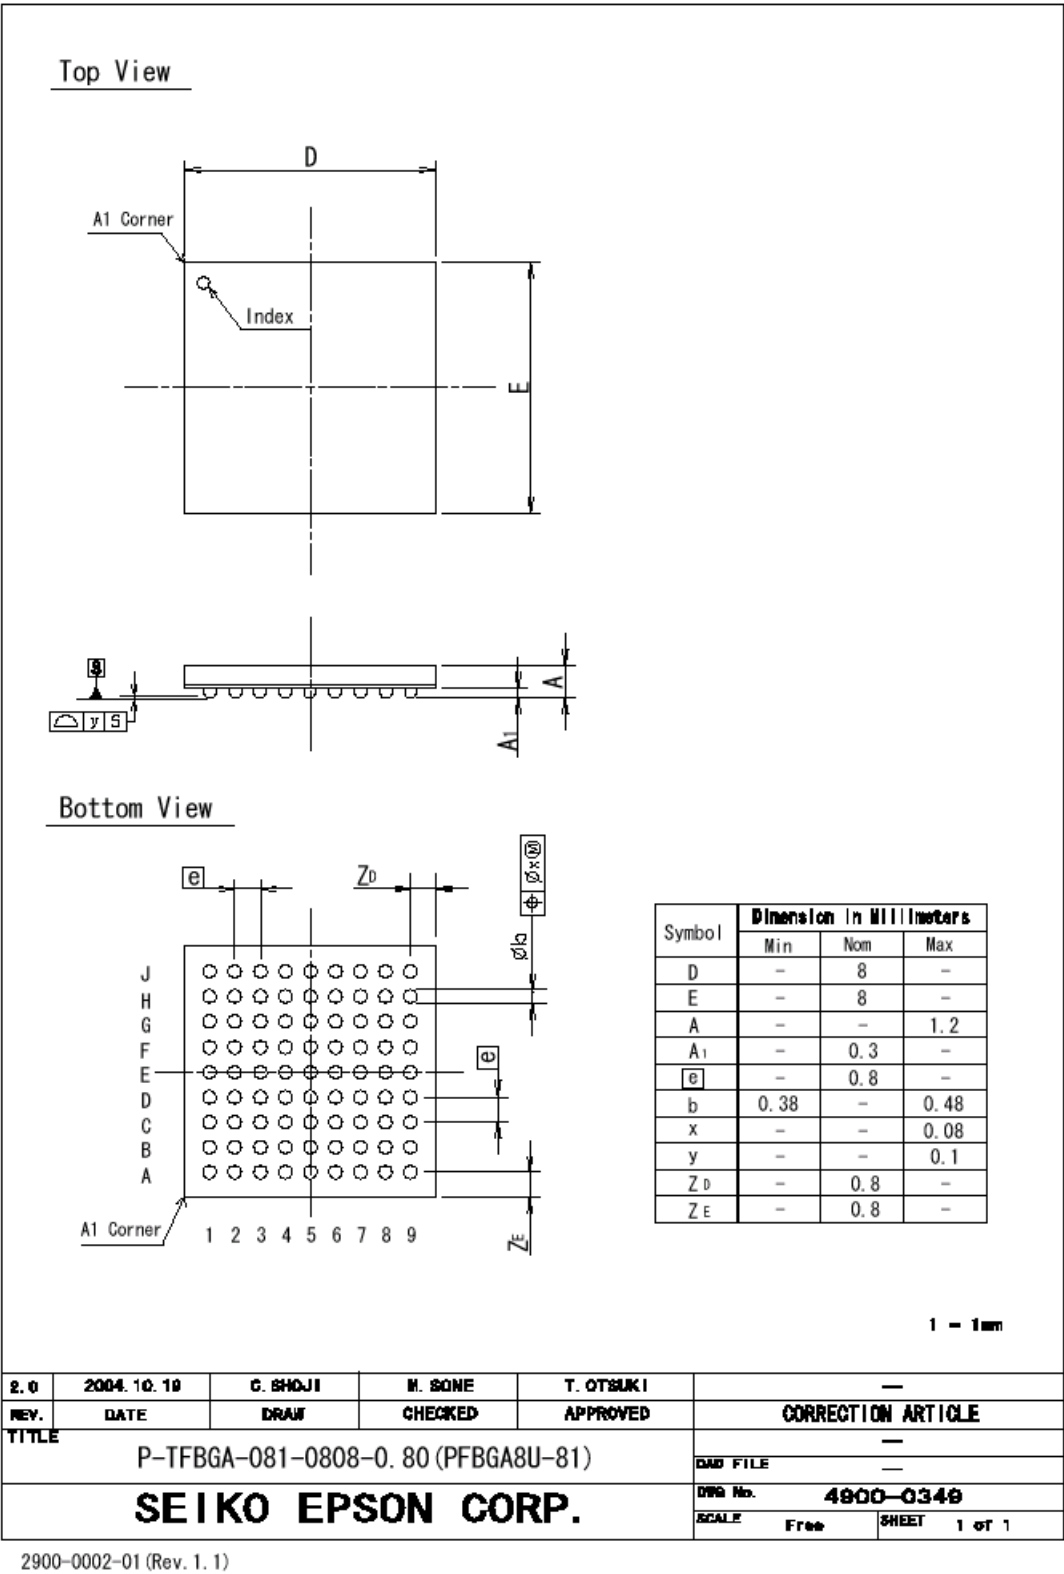 Top View
D
A1 Corner
Index
E
S
y S
A
A1
Bottom View
e
ZD
Øx Ⓜ
Øb
J
H
G
F
E
D
C
B
A
e
A1 Corner
1 2 3 4 5 6 7 8 9
ZE
Symbol Dimension in Millimeters
Min Nom Max
D - 8 -
E - 8 -
A - - 1.2
A1 - 0.3 -
e - 0.8 -
b 0.38 - 0.48
x - - 0.08
y - - 0.1
ZD - 0.8 -
ZE - 0.8 -
1 = 1mm
2.0 2004.10.19 C.SHOJI M.SONE T.OTSUKI —
REV. DATE DRAW CHECKED APPROVED CORRECTION ARTICLE
TITLE —
P-TFBGA-081-0808-0.80(PFBGA8U-81)
CAD FILE —
SEIKO EPSON CORP.
DWG No. 4900-0349
SCALE Free SHEET 1 of 1
2900-0002-01(Rev.1.1)